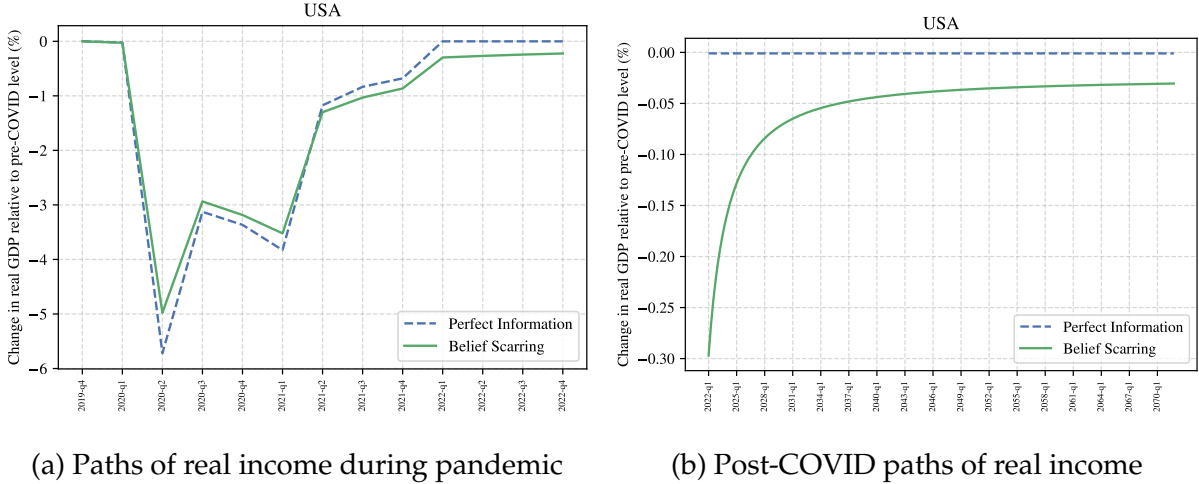 USA
Change in real GDP relative to pre-COVID level (%)
0
−1
−2
−3
−4
−5
−6
Perfect Information
Belief Scarring
2019-q4
2020-q1
2020-q2
2020-q3
2020-q4
2021-q1
2021-q2
2021-q3
2021-q4
2022-q1
2022-q2
2022-q3
2022-q4
(a) Paths of real income during pandemic
USA
Change in real GDP relative to pre-COVID level (%)
0.00
−0.05
−0.10
−0.15
−0.20
−0.25
−0.30
Perfect Information
Belief Scarring
2022-q1
2025-q1
2028-q1
2031-q1
2034-q1
2037-q1
2040-q1
2043-q1
2046-q1
2049-q1
2052-q1
2055-q1
2058-q1
2061-q1
2064-q1
2067-q1
2070-q1
(b) Post-COVID paths of real income